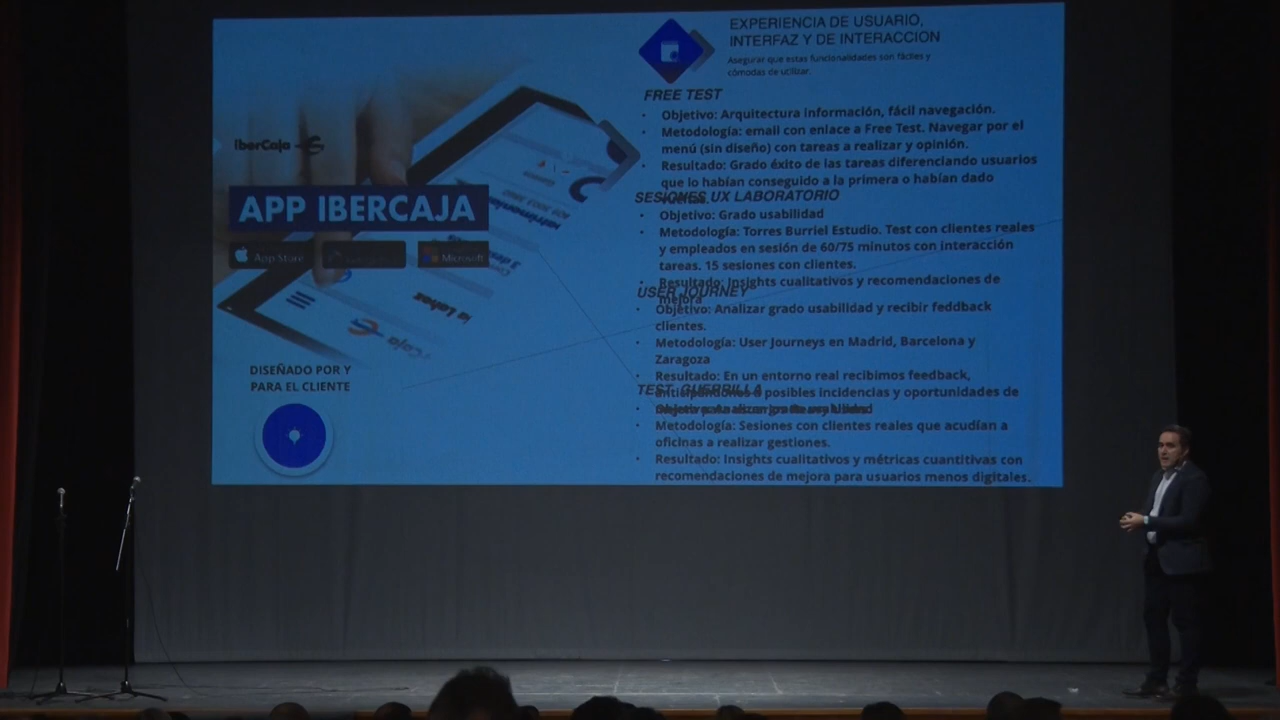 iberCaja
APP IBERCAJA
App Store
Microsoft
DISEÑADO POR Y
PARA EL CLIENTE
EXPERIENCIA DE USUARIO,
INTERFAZ Y DE INTERACCION
Asegurar que estas funcionalidades son fáciles y
cómodas de utilizar.
FREE TEST
• Objetivo: Arquitectura información, fácil navegación.
• Metodología: email con enlace a Free Test. Navegar por el
menú (sin diseño) con tareas a realizar y opinión.
• Resultado: Grado éxito de las tareas diferenciando usuarios
que lo habían conseguido a la primera o habían dado
SESIONES UX LABORATORIO
• Objetivo: Grado usabilidad
• Metodología: Torres Burriel Estudio. Test con clientes reales
y empleados en sesión de 60/75 minutos con interacción
tareas. 15 sesiones con clientes.
• Resultado: Insights cualitativos y recomendaciones de
mejora
USER JOURNEY
• Objetivo: Analizar grado usabilidad y recibir feddback
clientes.
• Metodología: User Journeys en Madrid, Barcelona y
Zaragoza
• Resultado: En un entorno real recibimos feedback,
anticipándonos a posibles incidencias y oportunidades de
TEST GUERRILLA
• Metodología: Sesiones con clientes reales que acudían a
oficinas a realizar gestiones.
• Resultado: Insights cualitativos y métricas cuantitivas con
recomendaciones de mejora para usuarios menos digitales.